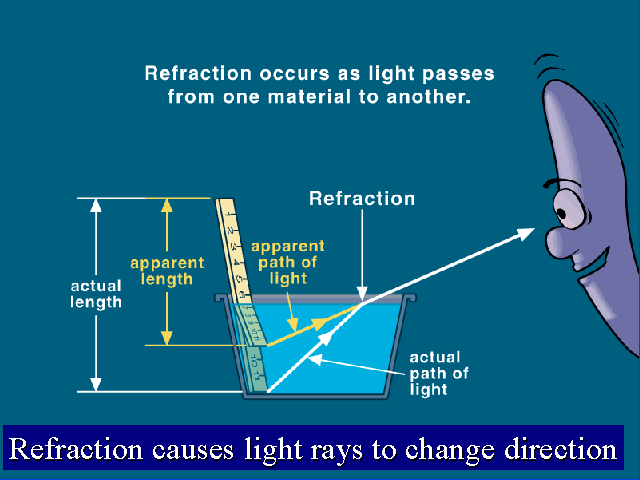 Refraction occurs as light passes
from one material to another.
Refraction
apparent
path of
light
apparent
length
actual
length
actual
path of
light
Refraction causes light rays to change direction